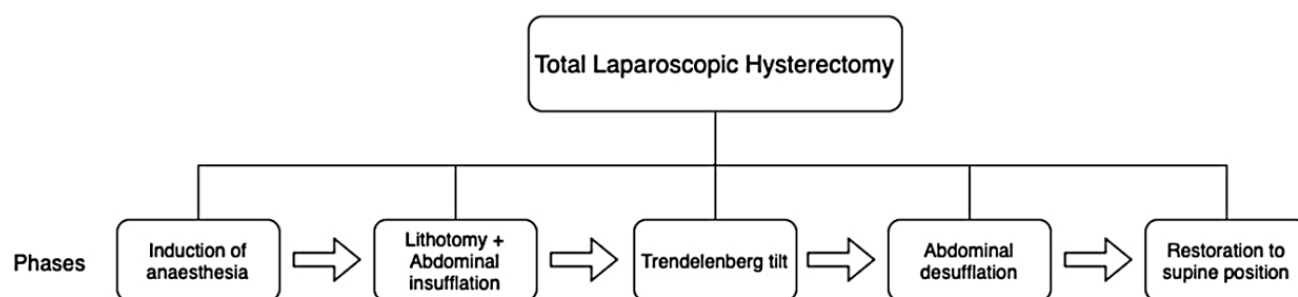 Total Laparoscopic Hysterectomy
Phases
Induction of
anaesthesia
Lithotomy +
Abdominal
insufflation
Trendelenberg tilt
Abdominal
desufflation
Restoration to
supine position